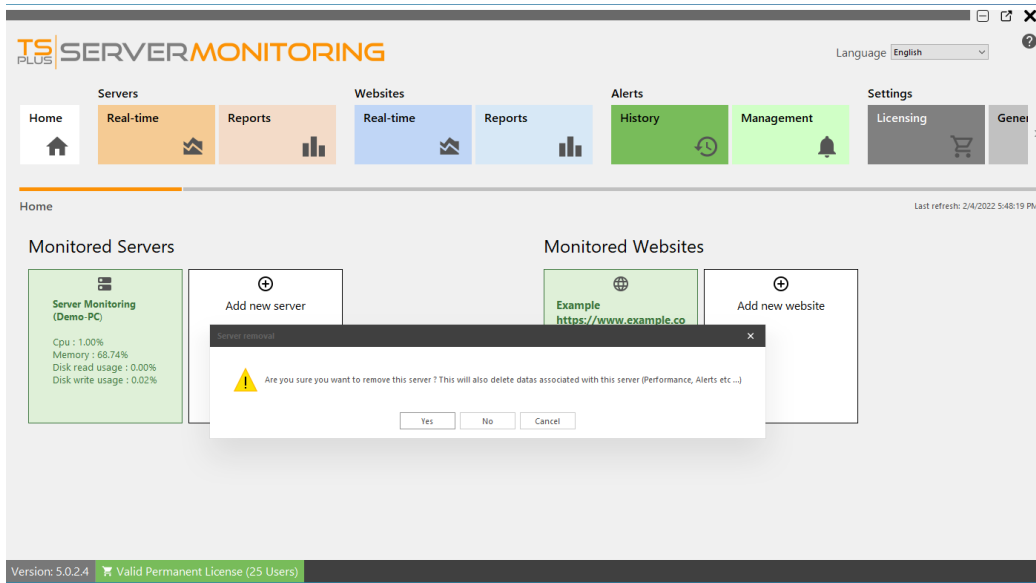 TS PLUS SERVERMONITORING
Language English
Servers Websites Alerts Settings
Home Real-time Reports Real-time Reports History Management Licensing Gener
Home Last refresh: 2/4/2022 5:48:19 PM
Monitored Servers Monitored Websites
Server Monitoring
(Demo-PC)
Cpu : 1.00%
Memory : 68.74%
Disk read usage : 0.00%
Disk write usage : 0.02%
Add new server
Example
https://www.example.co
Add new website
Server removal
Are you sure you want to remove this server ? This will also delete datas associated with this server (Performance, Alerts etc ...)
Yes No Cancel
Version: 5.0.2.4 Valid Permanent License (25 Users)